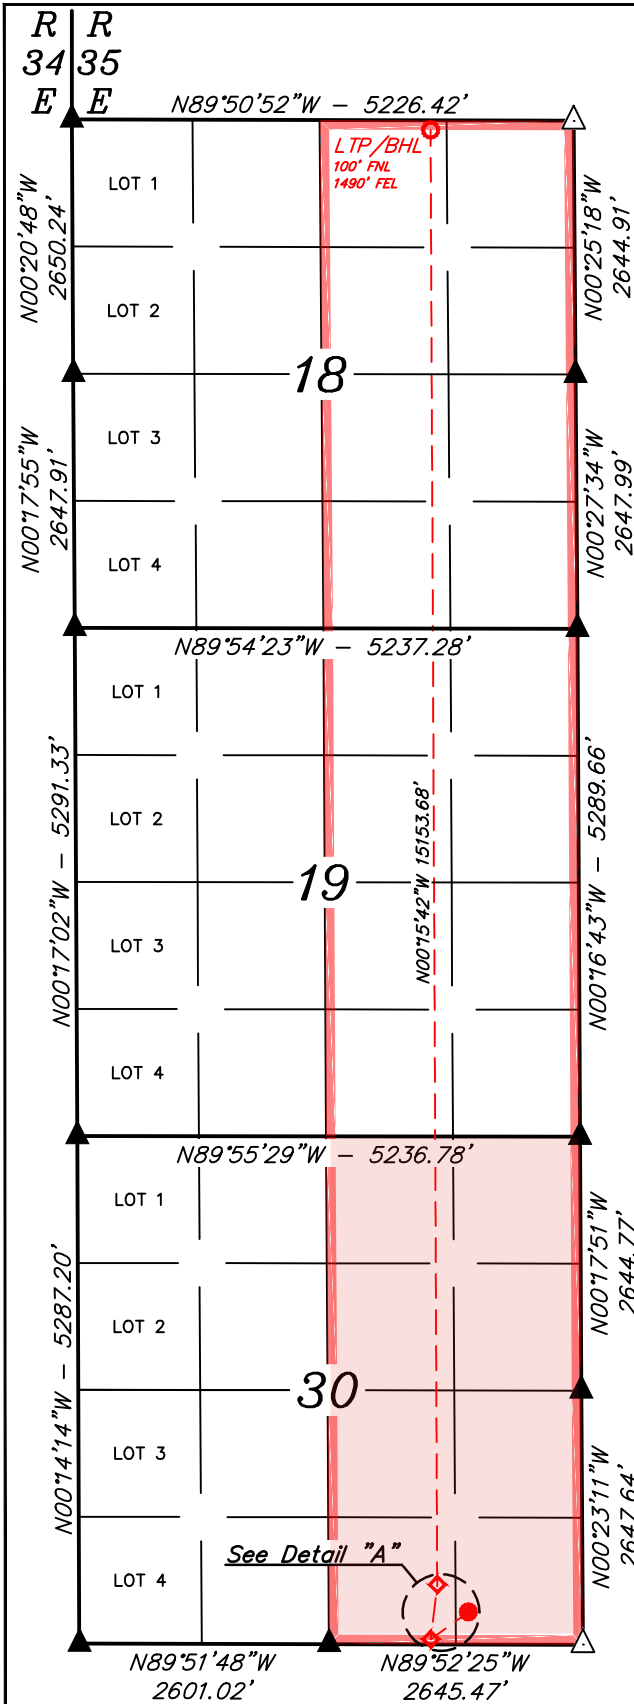 R R
34 35
E E
N89°50'52"W - 5226.42'
LTP/BHL
100' FNL
1490' FEL
N00°20'48"W
2650.24'
N00°25'18"W
2644.91'
LOT 1
LOT 2
18
LOT 3
LOT 4
N00°17'55"W
2647.91'
N00°27'34"W
2647.99'
N89°54'23"W - 5237.28'
LOT 1
LOT 2
19
LOT 3
LOT 4
N00°17'02"W - 5291.33'
N00°15'42"W 15153.68'
N00°16'43"W - 5289.66'
N89°55'29"W - 5236.78'
LOT 1
LOT 2
30
LOT 3
LOT 4
N00°14'14"W - 5287.20'
N00°17'51"W
2644.77'
N00°23'11"W
2647.64'
See Detail "A"
N89°51'48"W
2601.02'
N89°52'25"W
2645.47'